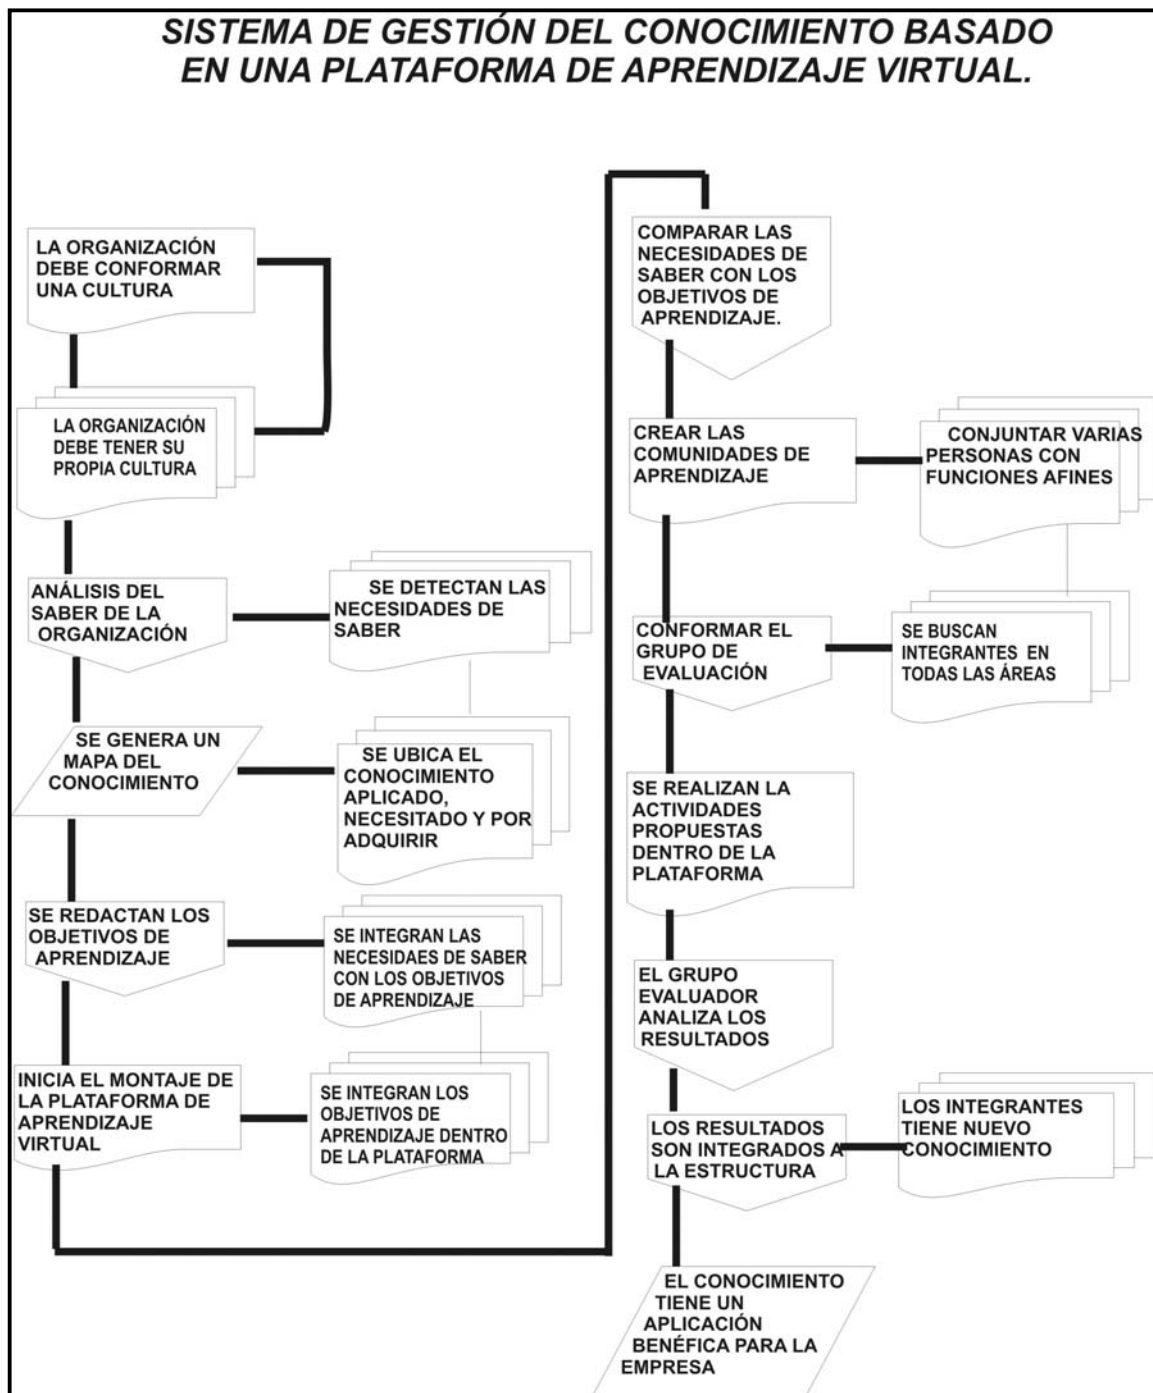 SISTEMA DE GESTIÓN DEL CONOCIMIENTO BASADO
EN UNA PLATAFORMA DE APRENDIZAJE VIRTUAL.
LA ORGANIZACIÓN
DEBE CONFORMAR
UNA CULTURA
LA ORGANIZACIÓN
DEBE TENER SU
PROPIA CULTURA
ANÁLISIS DEL
SABER DE LA
ORGANIZACIÓN
SE DETECTAN LAS
NECESIDADES DE
SABER
SE GENERA UN
MAPA DEL
CONOCIMIENTO
SE UBICA EL
CONOCIMIENTO
APLICADO,
NECESITADO Y POR
ADQUIRIR
SE REDACTAN LOS
OBJETIVOS DE
APRENDIZAJE
SE INTEGRAN LAS
NECESIDAES DE SABER
CON LOS OBJETIVOS
DE APRENDIZAJE
INICIA EL MONTAJE DE
LA PLATAFORMA DE
APRENDIZAJE
VIRTUAL
SE INTEGRAN LOS
OBJETIVOS DE
APRENDIZAJE DENTRO
DE LA PLATAFORMA
COMPARAR LAS
NECESIDADES DE
SABER CON LOS
OBJETIVOS DE
APRENDIZAJE.
CREAR LAS
COMUNIDADES DE
APRENDIZAJE
CONJUNTAR VARIAS
PERSONAS CON
FUNCIONES AFINES
CONFORMAR EL
GRUPO DE
EVALUACIÓN
SE BUSCAN
INTEGRANTES EN
TODAS LAS ÁREAS
SE REALIZAN LA
ACTIVIDADES
PROPUESTAS
DENTRO DE LA
PLATAFORMA
EL GRUPO
EVALUADOR
ANALIZA LOS
RESULTADOS
LOS RESULTADOS
SON INTEGRADOS A
LA ESTRUCTURA
LOS INTEGRANTES
TIENE NUEVO
CONOCIMIENTO
EL CONOCIMIENTO
TIENE UN
APLICACIÓN
BENÉFICA PARA LA
EMPRESA